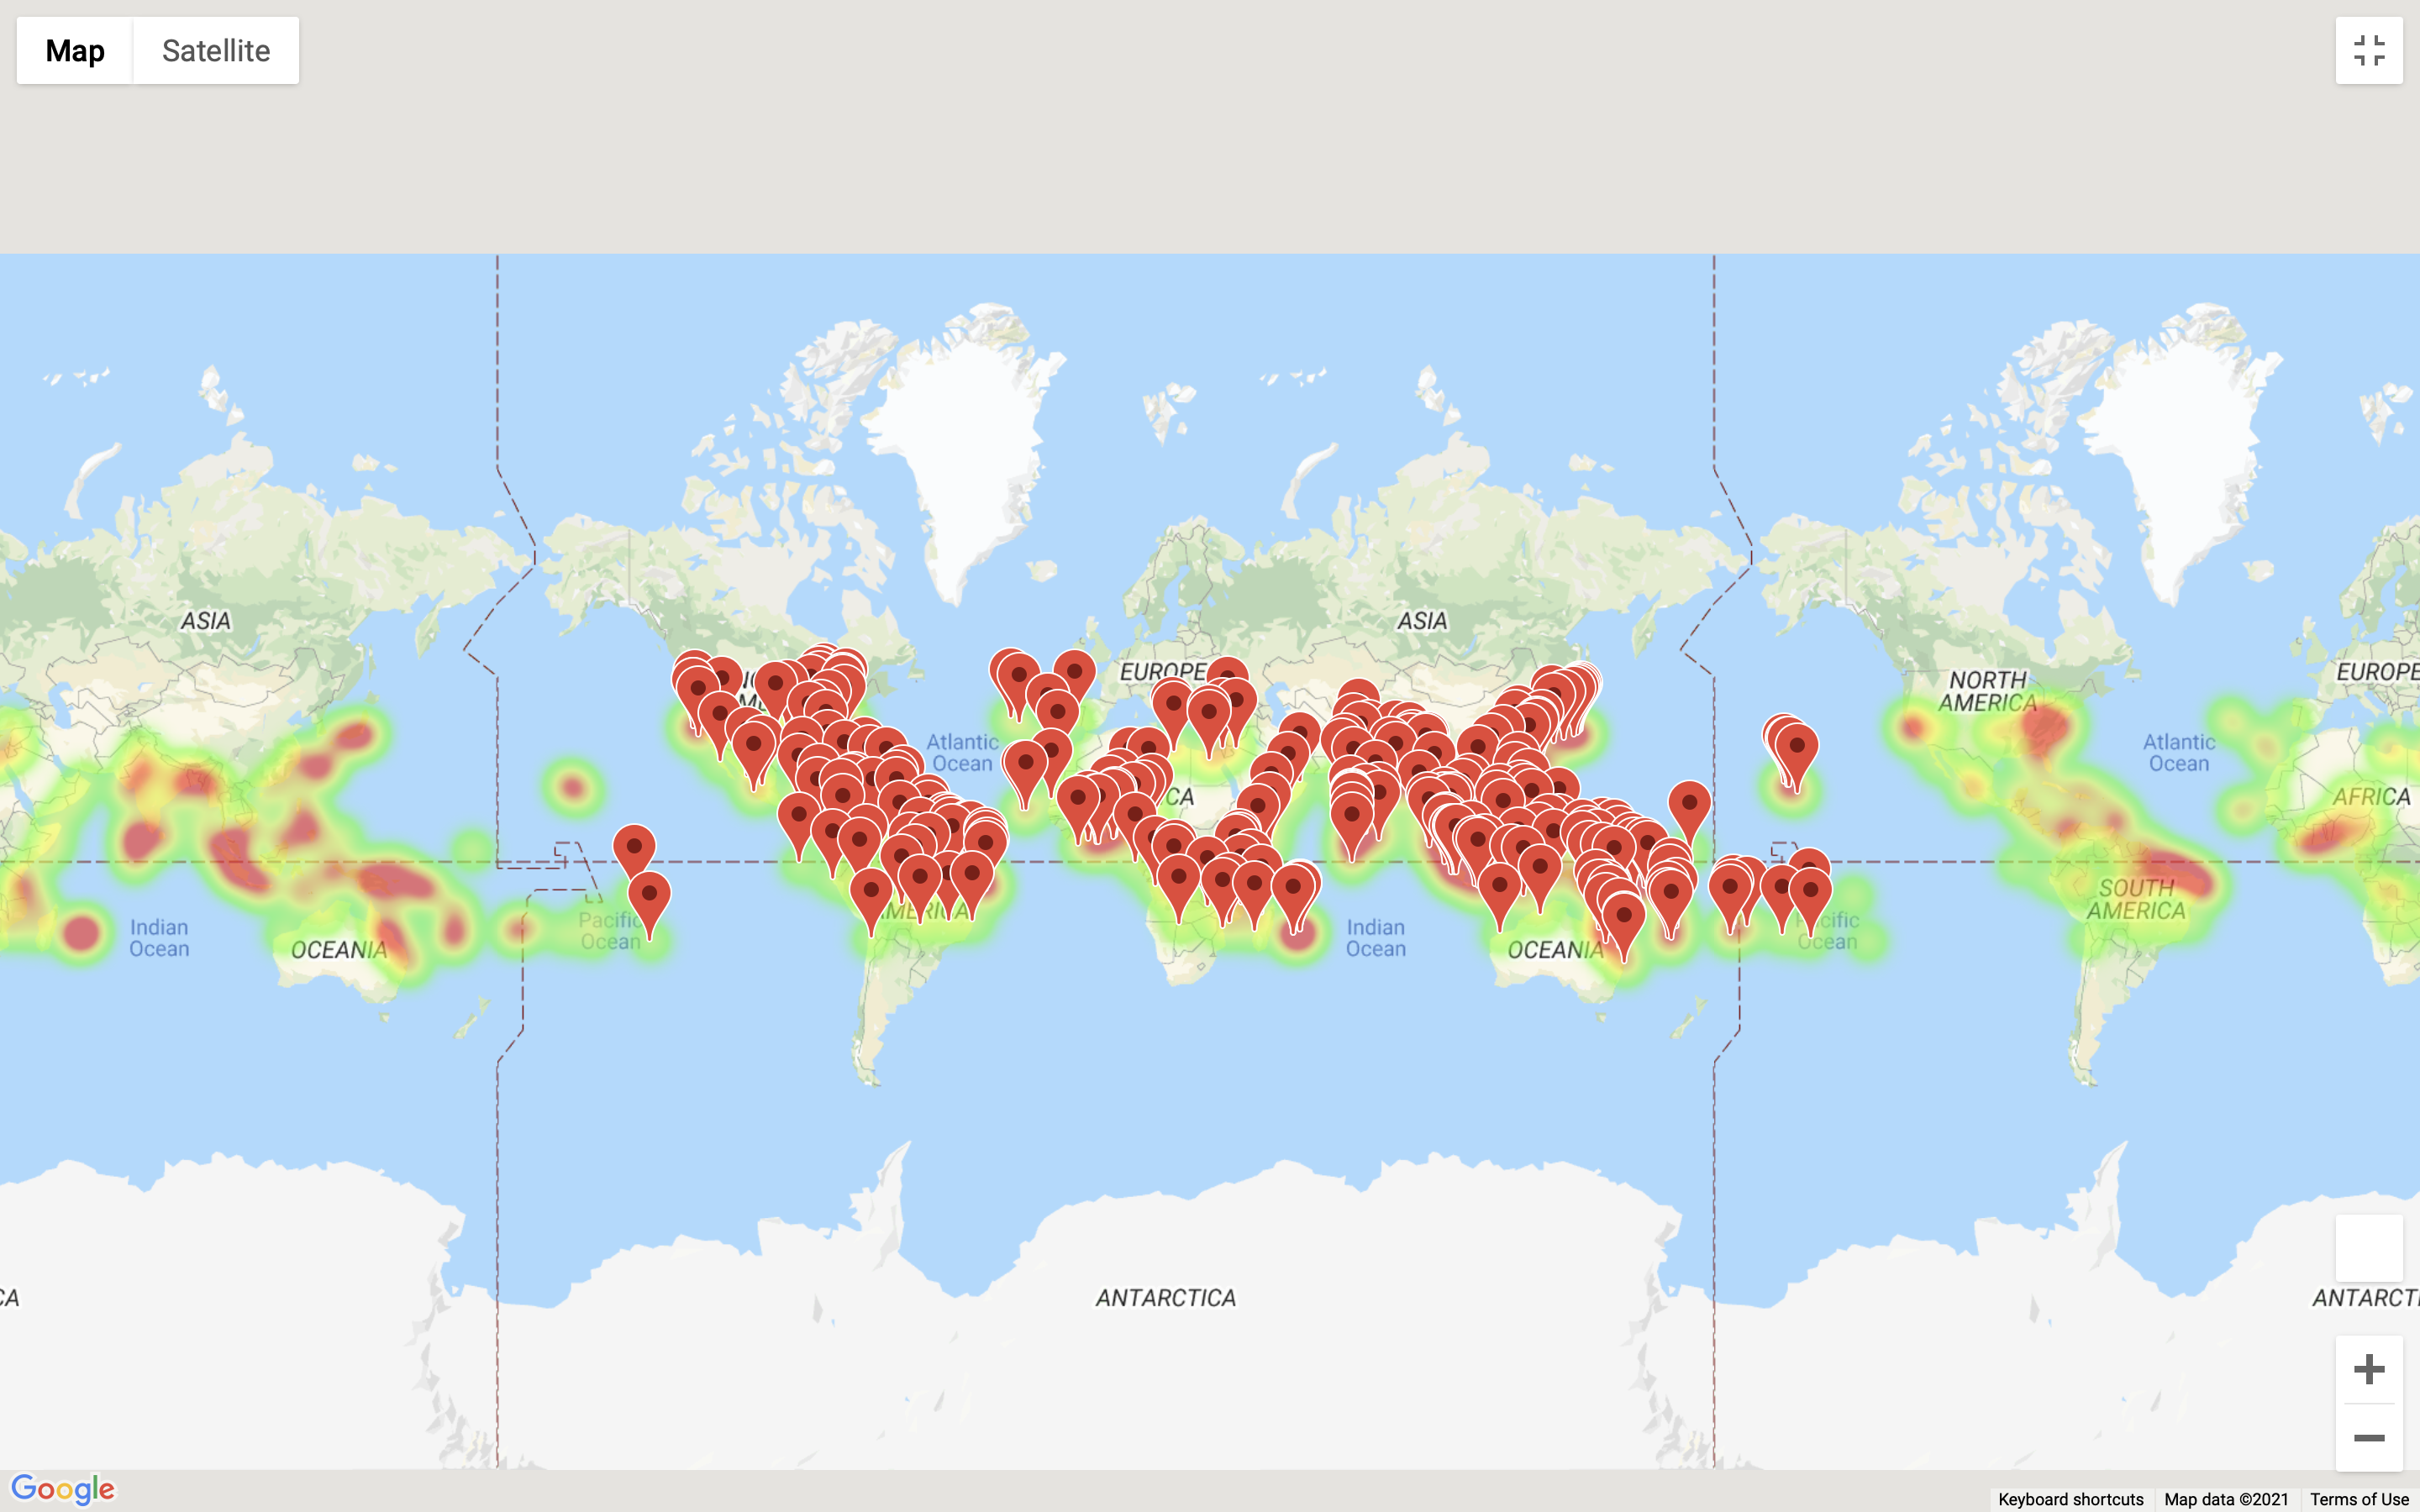 Map
Satellite
ASIA
ASIA
EUROPE
NORTH
AMERICA
EUROPE
Atlantic
Ocean
Atlantic
Ocean
CA
AFRICA
SOUTH
AMERICA
AMERICA
Pacific
Ocean
Pacific
Ocean
Indian
Ocean
Indian
Ocean
OCEANIA
OCEANIA
CA
ANTARCTICA
ANTARCTI
Google
Keyboard shortcuts
Map data ©2021
Terms of Use